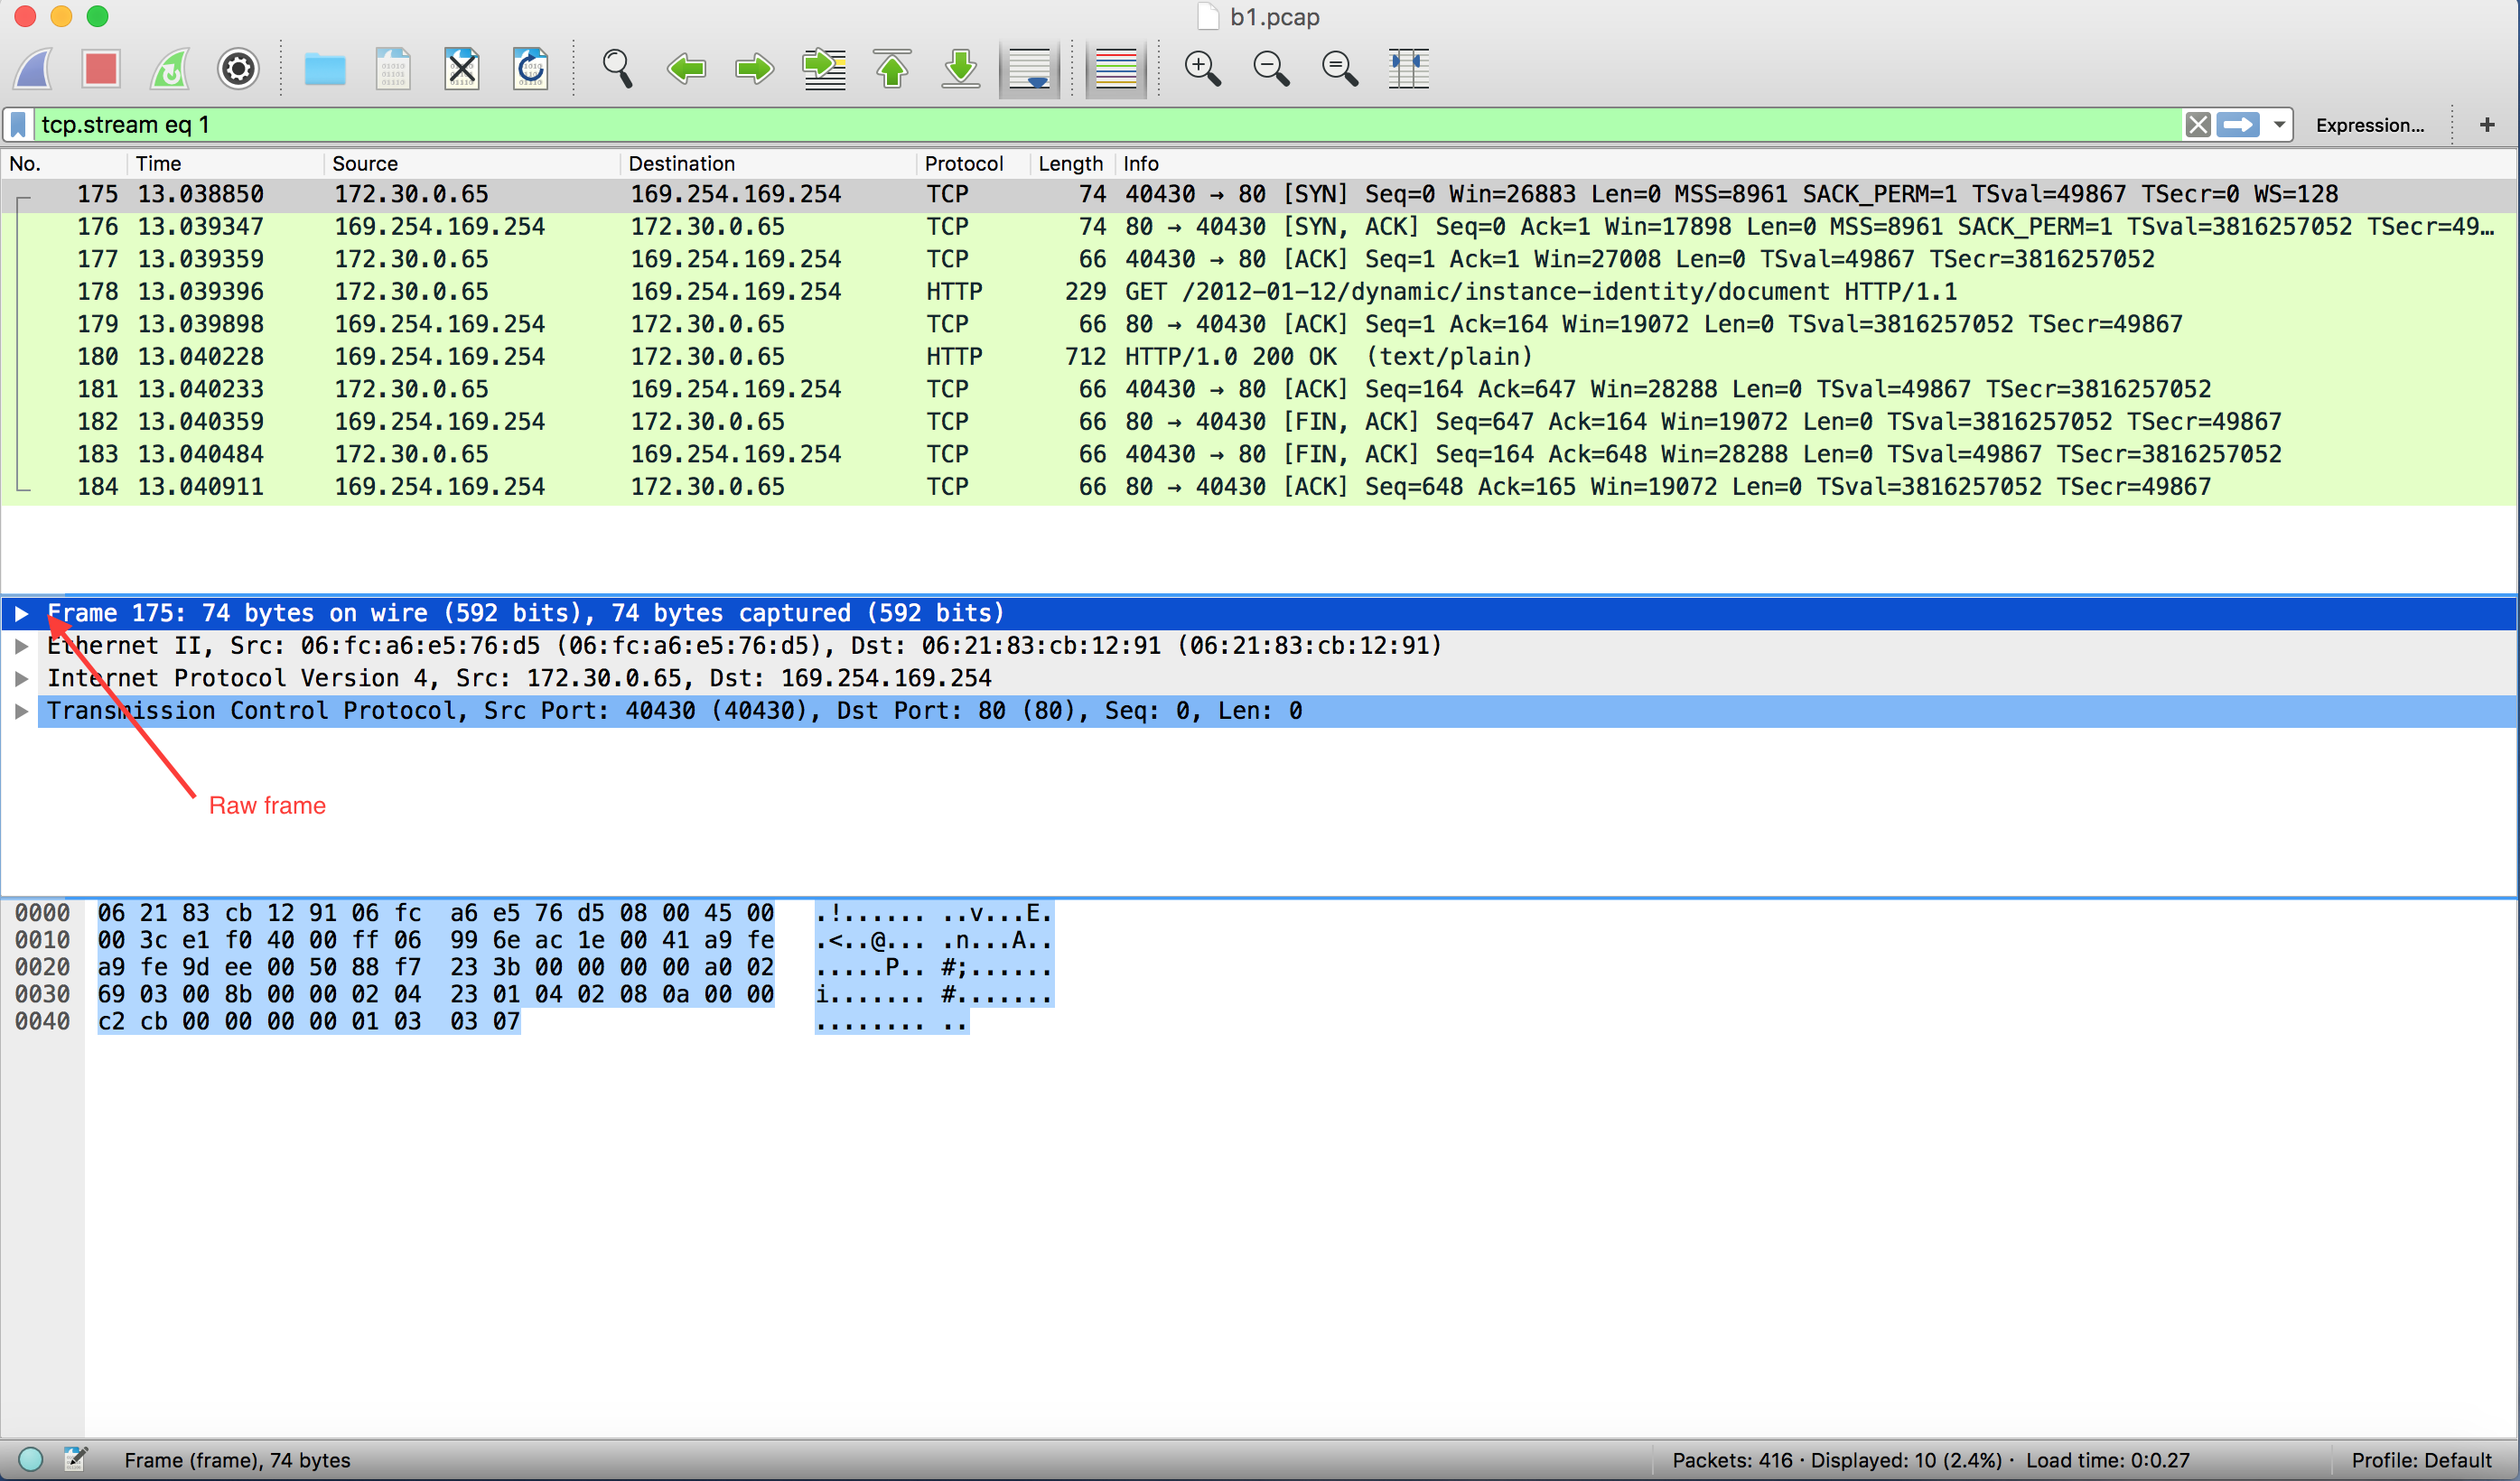 b1.pcap
tcp.stream eq 1
Expression... +
No. Time Source Destination Protocol Length Info
175 13.038850 172.30.0.65 169.254.169.254 TCP 74 40430 → 80 [SYN] Seq=0 Win=26883 Len=0 MSS=8961 SACK_PERM=1 TSval=49867 TSecr=0 WS=128
176 13.039347 169.254.169.254 172.30.0.65 TCP 74 80 → 40430 [SYN, ACK] Seq=0 Ack=1 Win=17898 Len=0 MSS=8961 SACK_PERM=1 TSval=3816257052 TSecr=49…
177 13.039359 172.30.0.65 169.254.169.254 TCP 66 40430 → 80 [ACK] Seq=1 Ack=1 Win=27008 Len=0 TSval=49867 TSecr=3816257052
178 13.039396 172.30.0.65 169.254.169.254 HTTP 229 GET /2012-01-12/dynamic/instance-identity/document HTTP/1.1
179 13.039898 169.254.169.254 172.30.0.65 TCP 66 80 → 40430 [ACK] Seq=1 Ack=164 Win=19072 Len=0 TSval=3816257052 TSecr=49867
180 13.040228 169.254.169.254 172.30.0.65 HTTP 712 HTTP/1.0 200 OK (text/plain)
181 13.040233 172.30.0.65 169.254.169.254 TCP 66 40430 → 80 [ACK] Seq=164 Ack=647 Win=28288 Len=0 TSval=49867 TSecr=3816257052
182 13.040359 169.254.169.254 172.30.0.65 TCP 66 80 → 40430 [FIN, ACK] Seq=647 Ack=164 Win=19072 Len=0 TSval=3816257052 TSecr=49867
183 13.040484 172.30.0.65 169.254.169.254 TCP 66 40430 → 80 [FIN, ACK] Seq=164 Ack=648 Win=28288 Len=0 TSval=49867 TSecr=3816257052
184 13.040911 169.254.169.254 172.30.0.65 TCP 66 80 → 40430 [ACK] Seq=648 Ack=165 Win=19072 Len=0 TSval=3816257052 TSecr=49867
Frame 175: 74 bytes on wire (592 bits), 74 bytes captured (592 bits)
Ethernet II, Src: 06:fc:a6:e5:76:d5 (06:fc:a6:e5:76:d5), Dst: 06:21:83:cb:12:91 (06:21:83:cb:12:91)
Internet Protocol Version 4, Src: 172.30.0.65, Dst: 169.254.169.254
Transmission Control Protocol, Src Port: 40430 (40430), Dst Port: 80 (80), Seq: 0, Len: 0
Raw frame
0000 06 21 83 cb 12 91 06 fc a6 e5 76 d5 08 00 45 00 .!...... ..v...E.
0010 00 3c e1 f0 40 00 ff 06 99 6e ac 1e 00 41 a9 fe .<..@... .n...A..
0020 a9 fe 9d ee 00 50 88 f7 23 3b 00 00 00 00 a0 02 .....P.. #;......
0030 69 03 00 8b 00 00 02 04 23 01 04 02 08 0a 00 00 i....... #.......
0040 c2 cb 00 00 00 00 01 03 03 07 ........ ..
Frame (frame), 74 bytes
Packets: 416 · Displayed: 10 (2.4%) · Load time: 0:0.27
Profile: Default